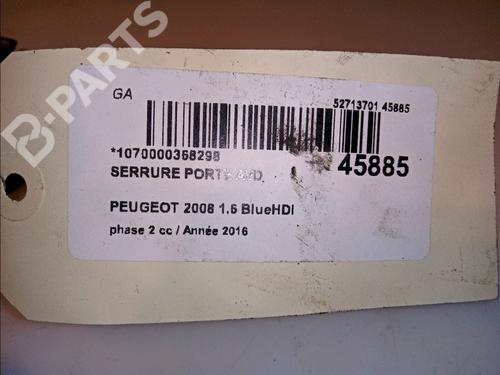 GA
52713701 45885
*1070000358298
45885
SERRURE PORTE AVD
PEUGEOT 2008 1.6 BlueHDI
phase 2 cc / Année 2016
B-PARTS